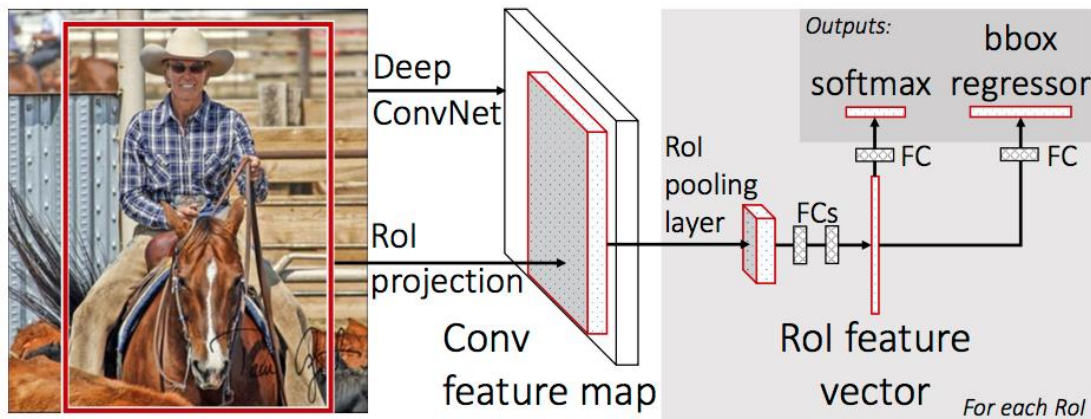 Deep
ConvNet
RoI
projection
Conv
feature map
RoI
pooling
layer
FCs
Outputs:
softmax
bbox
regressor
FC
FC
RoI feature
vector
For each RoI